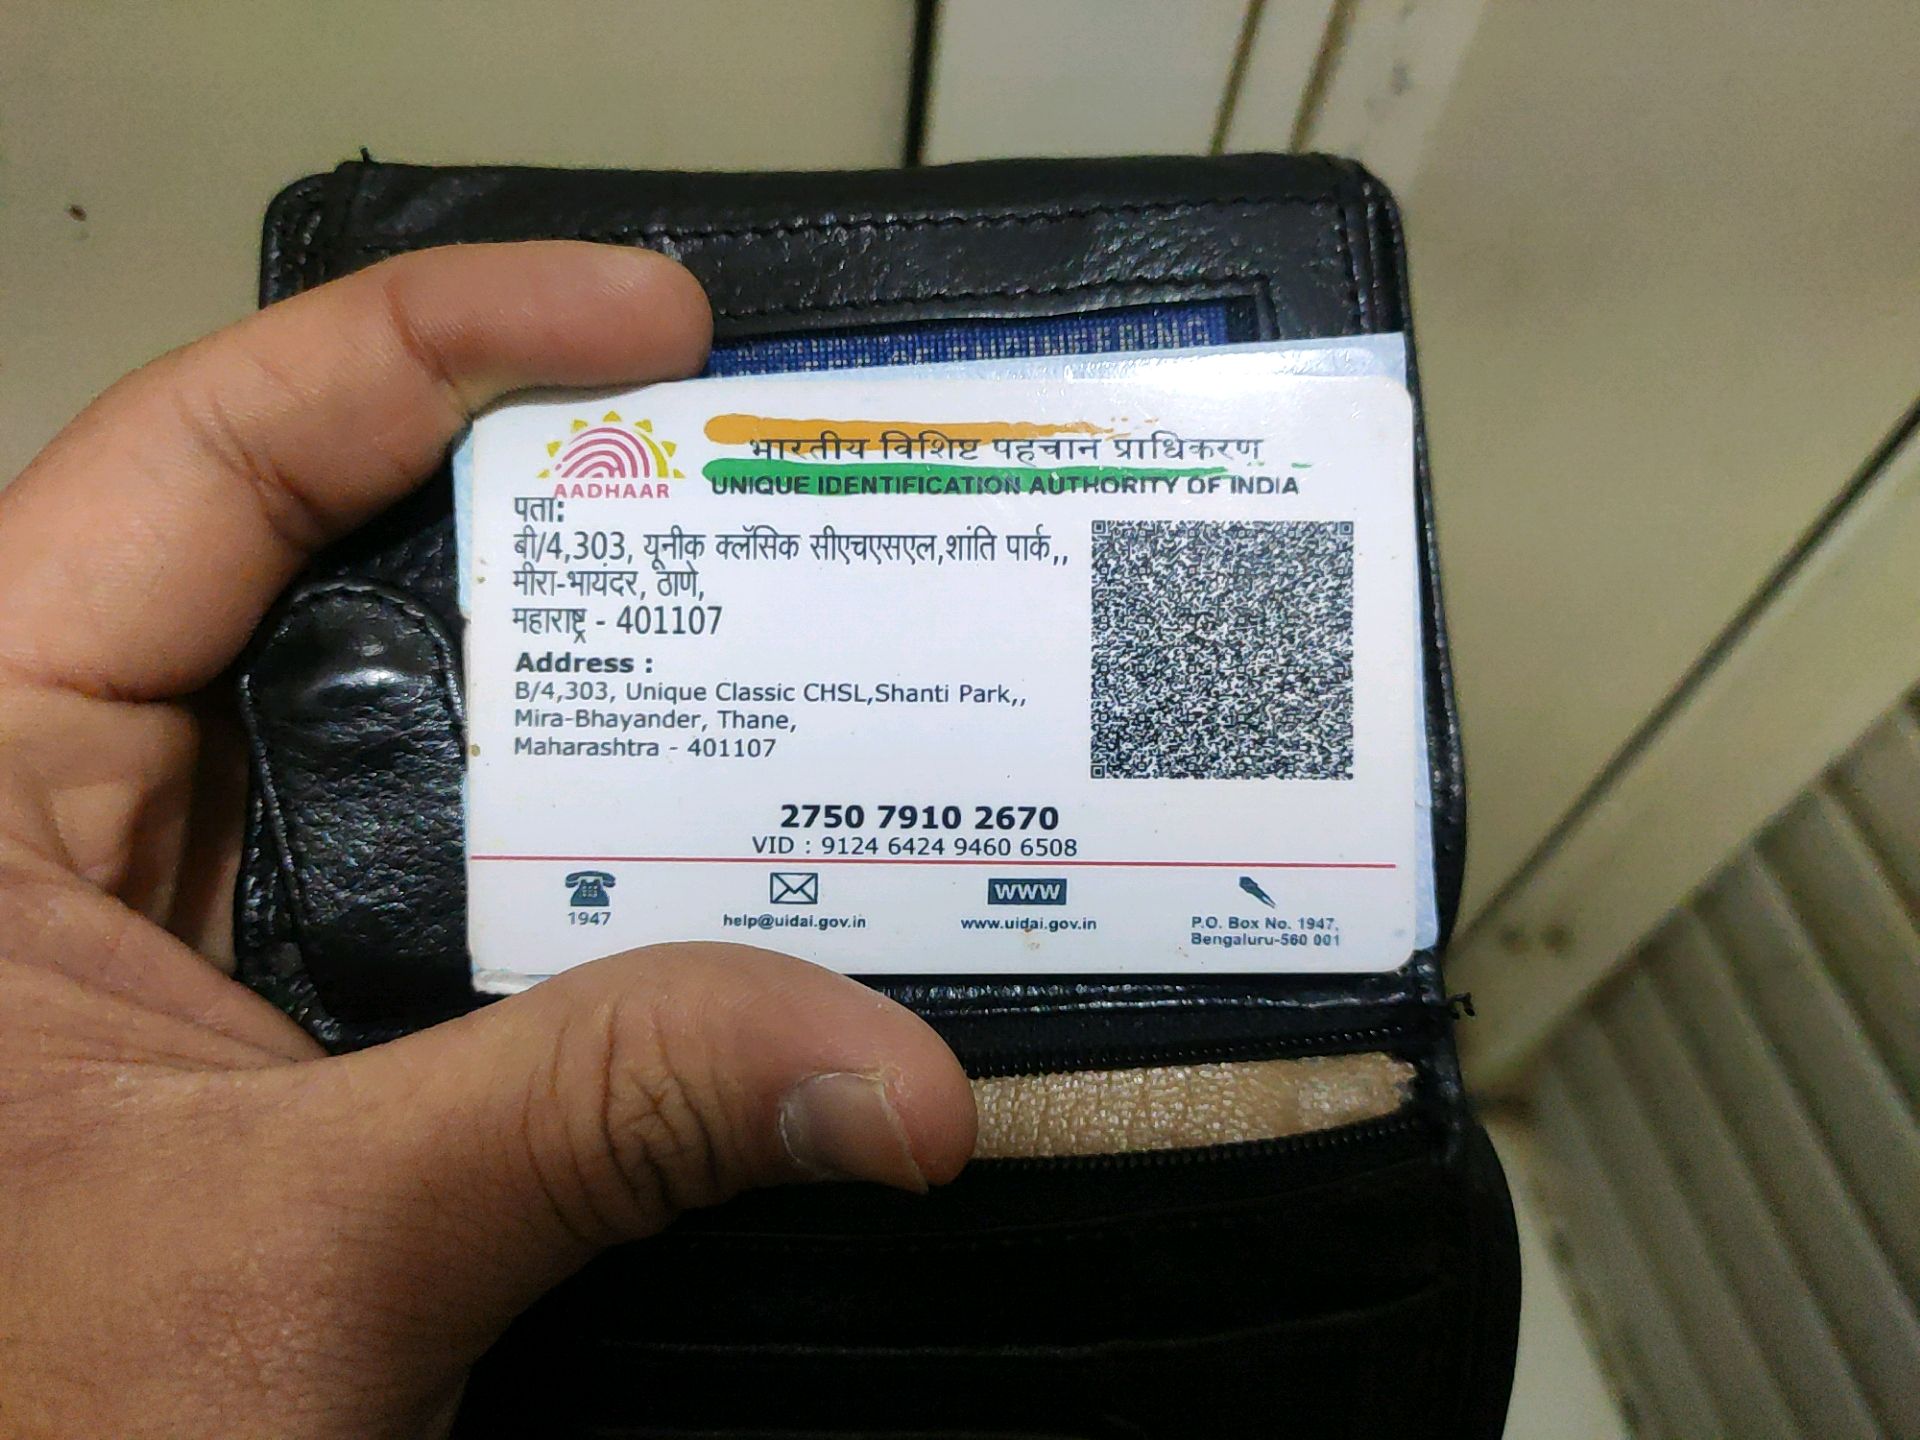 भारतीय विशिष्ट पहचान प्राधिकरण
AADHAAR
UNIQUE IDENTIFICATION AUTHORITY OF INDIA
पता:
बी/4,303, यूनीक क्लॉसिक सीएचएसएल,शांति पार्क,,
मीरा-भायंदर, ठाणे,
महाराष्ट्र - 401107
Address :
B/4,303, Unique Classic CHSL,Shanti Park,,
Mira-Bhayander, Thane,
Maharashtra - 401107
2750 7910 2670
VID : 9124 6424 9460 6508
1947
help@uidai.gov.in
www
www.uidai.gov.in
P.O. Box No. 1947,
Bengaluru-560 001